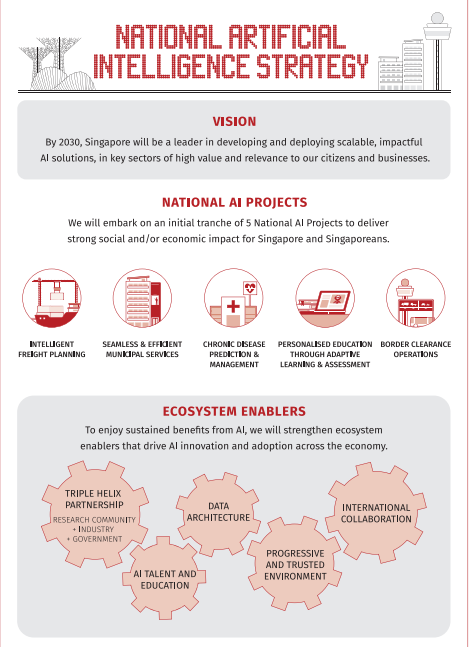 NATIONAL ARTIFICIAL
INTELLIGENCE STRATEGY
VISION
By 2030, Singapore will be a leader in developing and deploying scalable, impactful
AI solutions, in key sectors of high value and relevance to our citizens and businesses.
NATIONAL AI PROJECTS
We will embark on an initial tranche of 5 National AI Projects to deliver
strong social and/or economic impact for Singapore and Singaporeans.
INTELLIGENT
FREIGHT PLANNING
SEAMLESS & EFFICIENT
MUNICIPAL SERVICES
CHRONIC DISEASE
PREDICTION &
MANAGEMENT
PERSONALISED EDUCATION
THROUGH ADAPTIVE
LEARNING & ASSESSMENT
BORDER CLEARANCE
OPERATIONS
ECOSYSTEM ENABLERS
To enjoy sustained benefits from AI, we will strengthen ecosystem
enablers that drive AI innovation and adoption across the economy.
TRIPLE HELIX
PARTNERSHIP
RESEARCH COMMUNITY
+ INDUSTRY
+ GOVERNMENT
AI TALENT AND
EDUCATION
DATA
ARCHITECTURE
PROGRESSIVE
AND TRUSTED
ENVIRONMENT
INTERNATIONAL
COLLABORATION